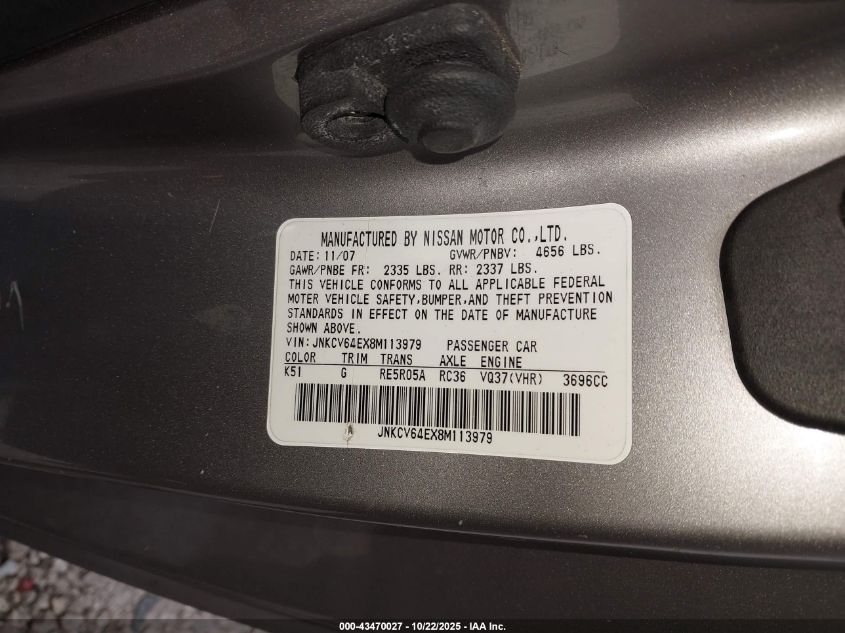 MANUFACTURED BY NISSAN MOTOR CO.,LTD.
DATE: 11/07 GVWR/PNBV: 4656 LBS.
GAWR/PNBE FR: 2335 LBS. RR: 2337 LBS.
THIS VEHICLE CONFORMS TO ALL APPLICABLE FEDERAL
MOTOR VEHICLE SAFETY,BUMPER,AND THEFT PREVENTION
STANDARDS IN EFFECT ON THE DATE OF MANUFACTURE
SHOWN ABOVE.
VIN:JNKCV64EX8M113979 PASSENGER CAR
COLOR TRIM TRANS AXLE ENGINE
K51 G RE5R05A RC36 VQ37(VHR) 3696CC
JNKCV64EX8M113979
000-43470027 - 10/22/2025 - IAA Inc.